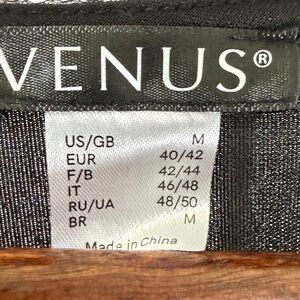 VENUS®
US/GB M
EUR 40/42
F/B 42/44
IT 46/48
RU/UA 48/50
BR M
Made in China